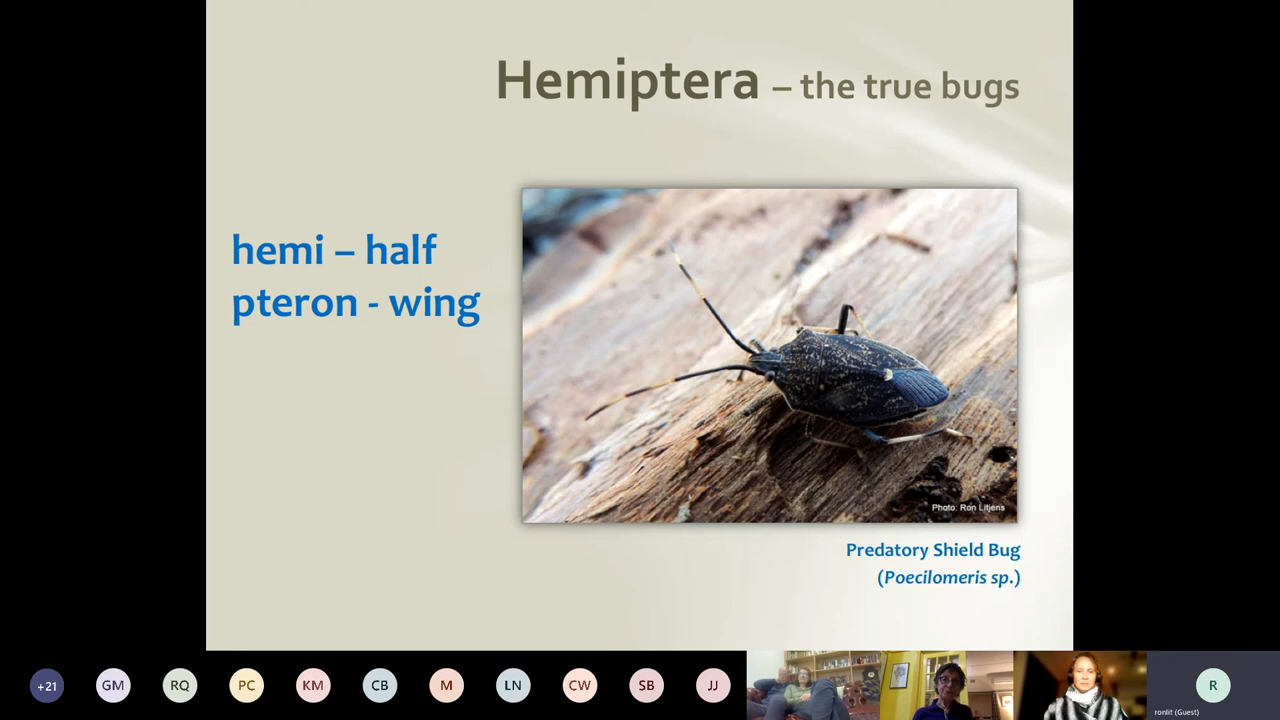 Hemiptera – the true bugs
hemi – half
pteron - wing
Photo: Ron Litjens
Predatory Shield Bug
(Poecilomeris sp.)
+21
GM
RQ
PC
KM
CB
M
LN
CW
SB
JJ
R
ronlit (Guest)